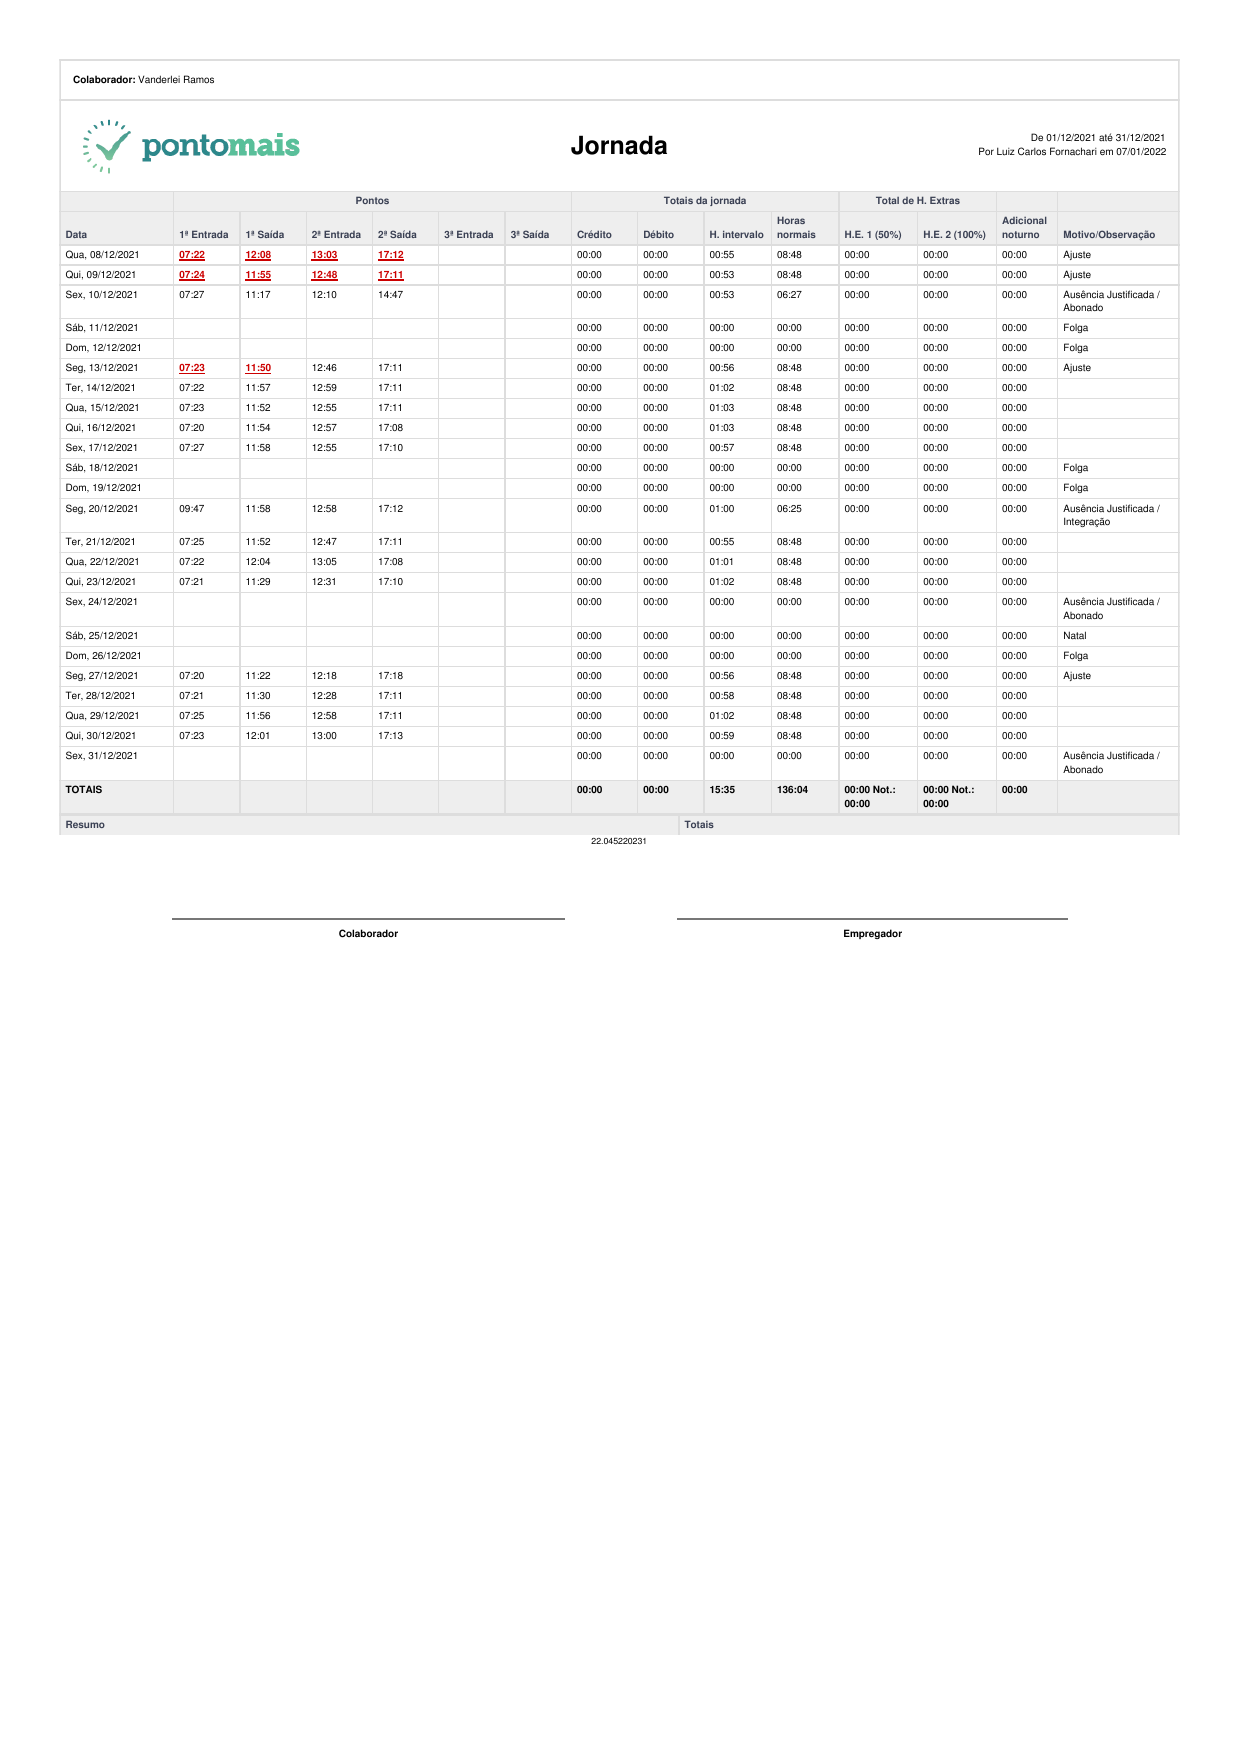 Colaborador: Vanderlei Ramos
pontomais
Jornada
De 01/12/2021 até 31/12/2021
Por Luiz Carlos Fornachari em 07/01/2022
Pontos Totais da jornada Total de H. Extras
Data 1ª Entrada 1ª Saída 2ª Entrada 2ª Saída 3ª Entrada 3ª Saída Crédito Débito H. intervalo Horas normais H.E. 1 (50%) H.E. 2 (100%) Adicional noturno Motivo/Observação
Qua, 08/12/2021 07:22 12:08 13:03 17:12 00:00 00:00 00:55 08:48 00:00 00:00 00:00 Ajuste
Qui, 09/12/2021 07:24 11:55 12:48 17:11 00:00 00:00 00:53 08:48 00:00 00:00 00:00 Ajuste
Sex, 10/12/2021 07:27 11:17 12:10 14:47 00:00 00:00 00:53 06:27 00:00 00:00 00:00 Ausência Justificada /
Abonado
Sáb, 11/12/2021 00:00 00:00 00:00 00:00 00:00 00:00 00:00 Folga
Dom, 12/12/2021 00:00 00:00 00:00 00:00 00:00 00:00 00:00 Folga
Seg, 13/12/2021 07:23 11:50 12:46 17:11 00:00 00:00 00:56 08:48 00:00 00:00 00:00 Ajuste
Ter, 14/12/2021 07:22 11:57 12:59 17:11 00:00 00:00 01:02 08:48 00:00 00:00 00:00
Qua, 15/12/2021 07:23 11:52 12:55 17:11 00:00 00:00 01:03 08:48 00:00 00:00 00:00
Qui, 16/12/2021 07:20 11:54 12:57 17:08 00:00 00:00 01:03 08:48 00:00 00:00 00:00
Sex, 17/12/2021 07:27 11:58 12:55 17:10 00:00 00:00 00:57 08:48 00:00 00:00 00:00
Sáb, 18/12/2021 00:00 00:00 00:00 00:00 00:00 00:00 00:00 Folga
Dom, 19/12/2021 00:00 00:00 00:00 00:00 00:00 00:00 00:00 Folga
Seg, 20/12/2021 09:47 11:58 12:58 17:12 00:00 00:00 01:00 06:25 00:00 00:00 00:00 Ausência Justificada /
Integração
Ter, 21/12/2021 07:25 11:52 12:47 17:11 00:00 00:00 00:55 08:48 00:00 00:00 00:00
Qua, 22/12/2021 07:22 12:04 13:05 17:08 00:00 00:00 01:01 08:48 00:00 00:00 00:00
Qui, 23/12/2021 07:21 11:29 12:31 17:10 00:00 00:00 01:02 08:48 00:00 00:00 00:00
Sex, 24/12/2021 00:00 00:00 00:00 00:00 00:00 00:00 00:00 Ausência Justificada /
Abonado
Sáb, 25/12/2021 00:00 00:00 00:00 00:00 00:00 00:00 00:00 Natal
Dom, 26/12/2021 00:00 00:00 00:00 00:00 00:00 00:00 00:00 Folga
Seg, 27/12/2021 07:20 11:22 12:18 17:18 00:00 00:00 00:56 08:48 00:00 00:00 00:00 Ajuste
Ter, 28/12/2021 07:21 11:30 12:28 17:11 00:00 00:00 00:58 08:48 00:00 00:00 00:00
Qua, 29/12/2021 07:25 11:56 12:58 17:11 00:00 00:00 01:02 08:48 00:00 00:00 00:00
Qui, 30/12/2021 07:23 12:01 13:00 17:13 00:00 00:00 00:59 08:48 00:00 00:00 00:00
Sex, 31/12/2021 00:00 00:00 00:00 00:00 00:00 00:00 00:00 Ausência Justificada /
Abonado
TOTAIS 00:00 00:00 15:35 136:04 00:00 Not.: 00:00 Not.: 00:00
00:00 00:00
Resumo Totais
22.045220231
Colaborador Empregador